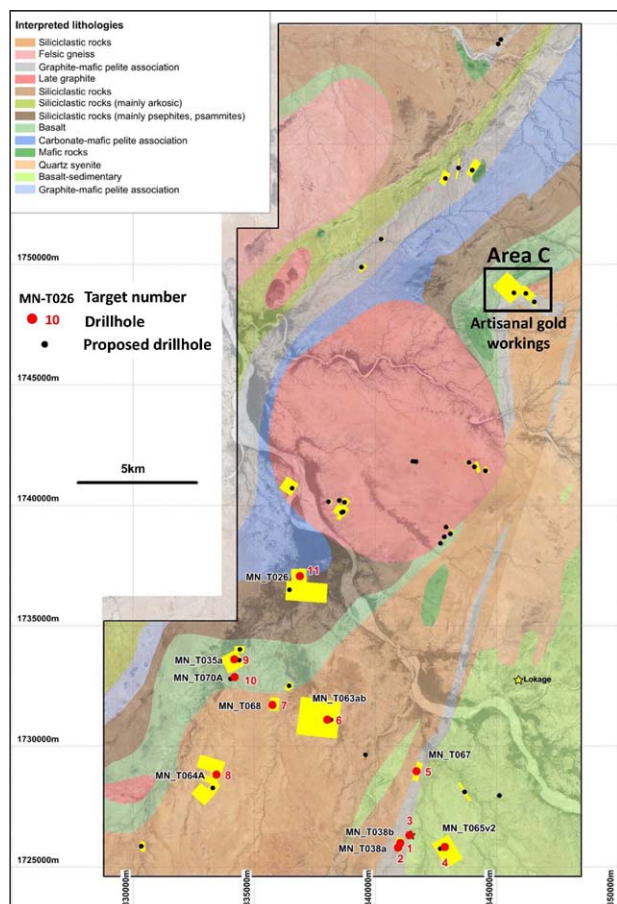 Interpreted lithologies
Siliciclastic rocks
Felsic gneiss
Graphite-mafic pelite association
Late graphite
Siliciclastic rocks
Siliciclastic rocks (mainly arkosic)
Siliciclastic rocks (mainly psephites, psammites)
Basalt
Carbonate-mafic pelite association
Mafic rocks
Quartz syenite
Basalt-sedimentary
Graphite-mafic pelite association
1750000m
Area C
MN-T026 Target number
10 Drillhole
Proposed drillhole
Artisanal gold
workings
1745000m
5km
1740000m
11
MN_T026
1735000m
MN_T035a 9
MN_T070A 10
Lokage
MN_T063ab
MN_T068 7
6
1730000m
MN_T067
MN_T064A 8
5
3
MN_T038b
MN_T065v2
MN_T038a
1
2
4
1725000m
335000m
340000m
345000m